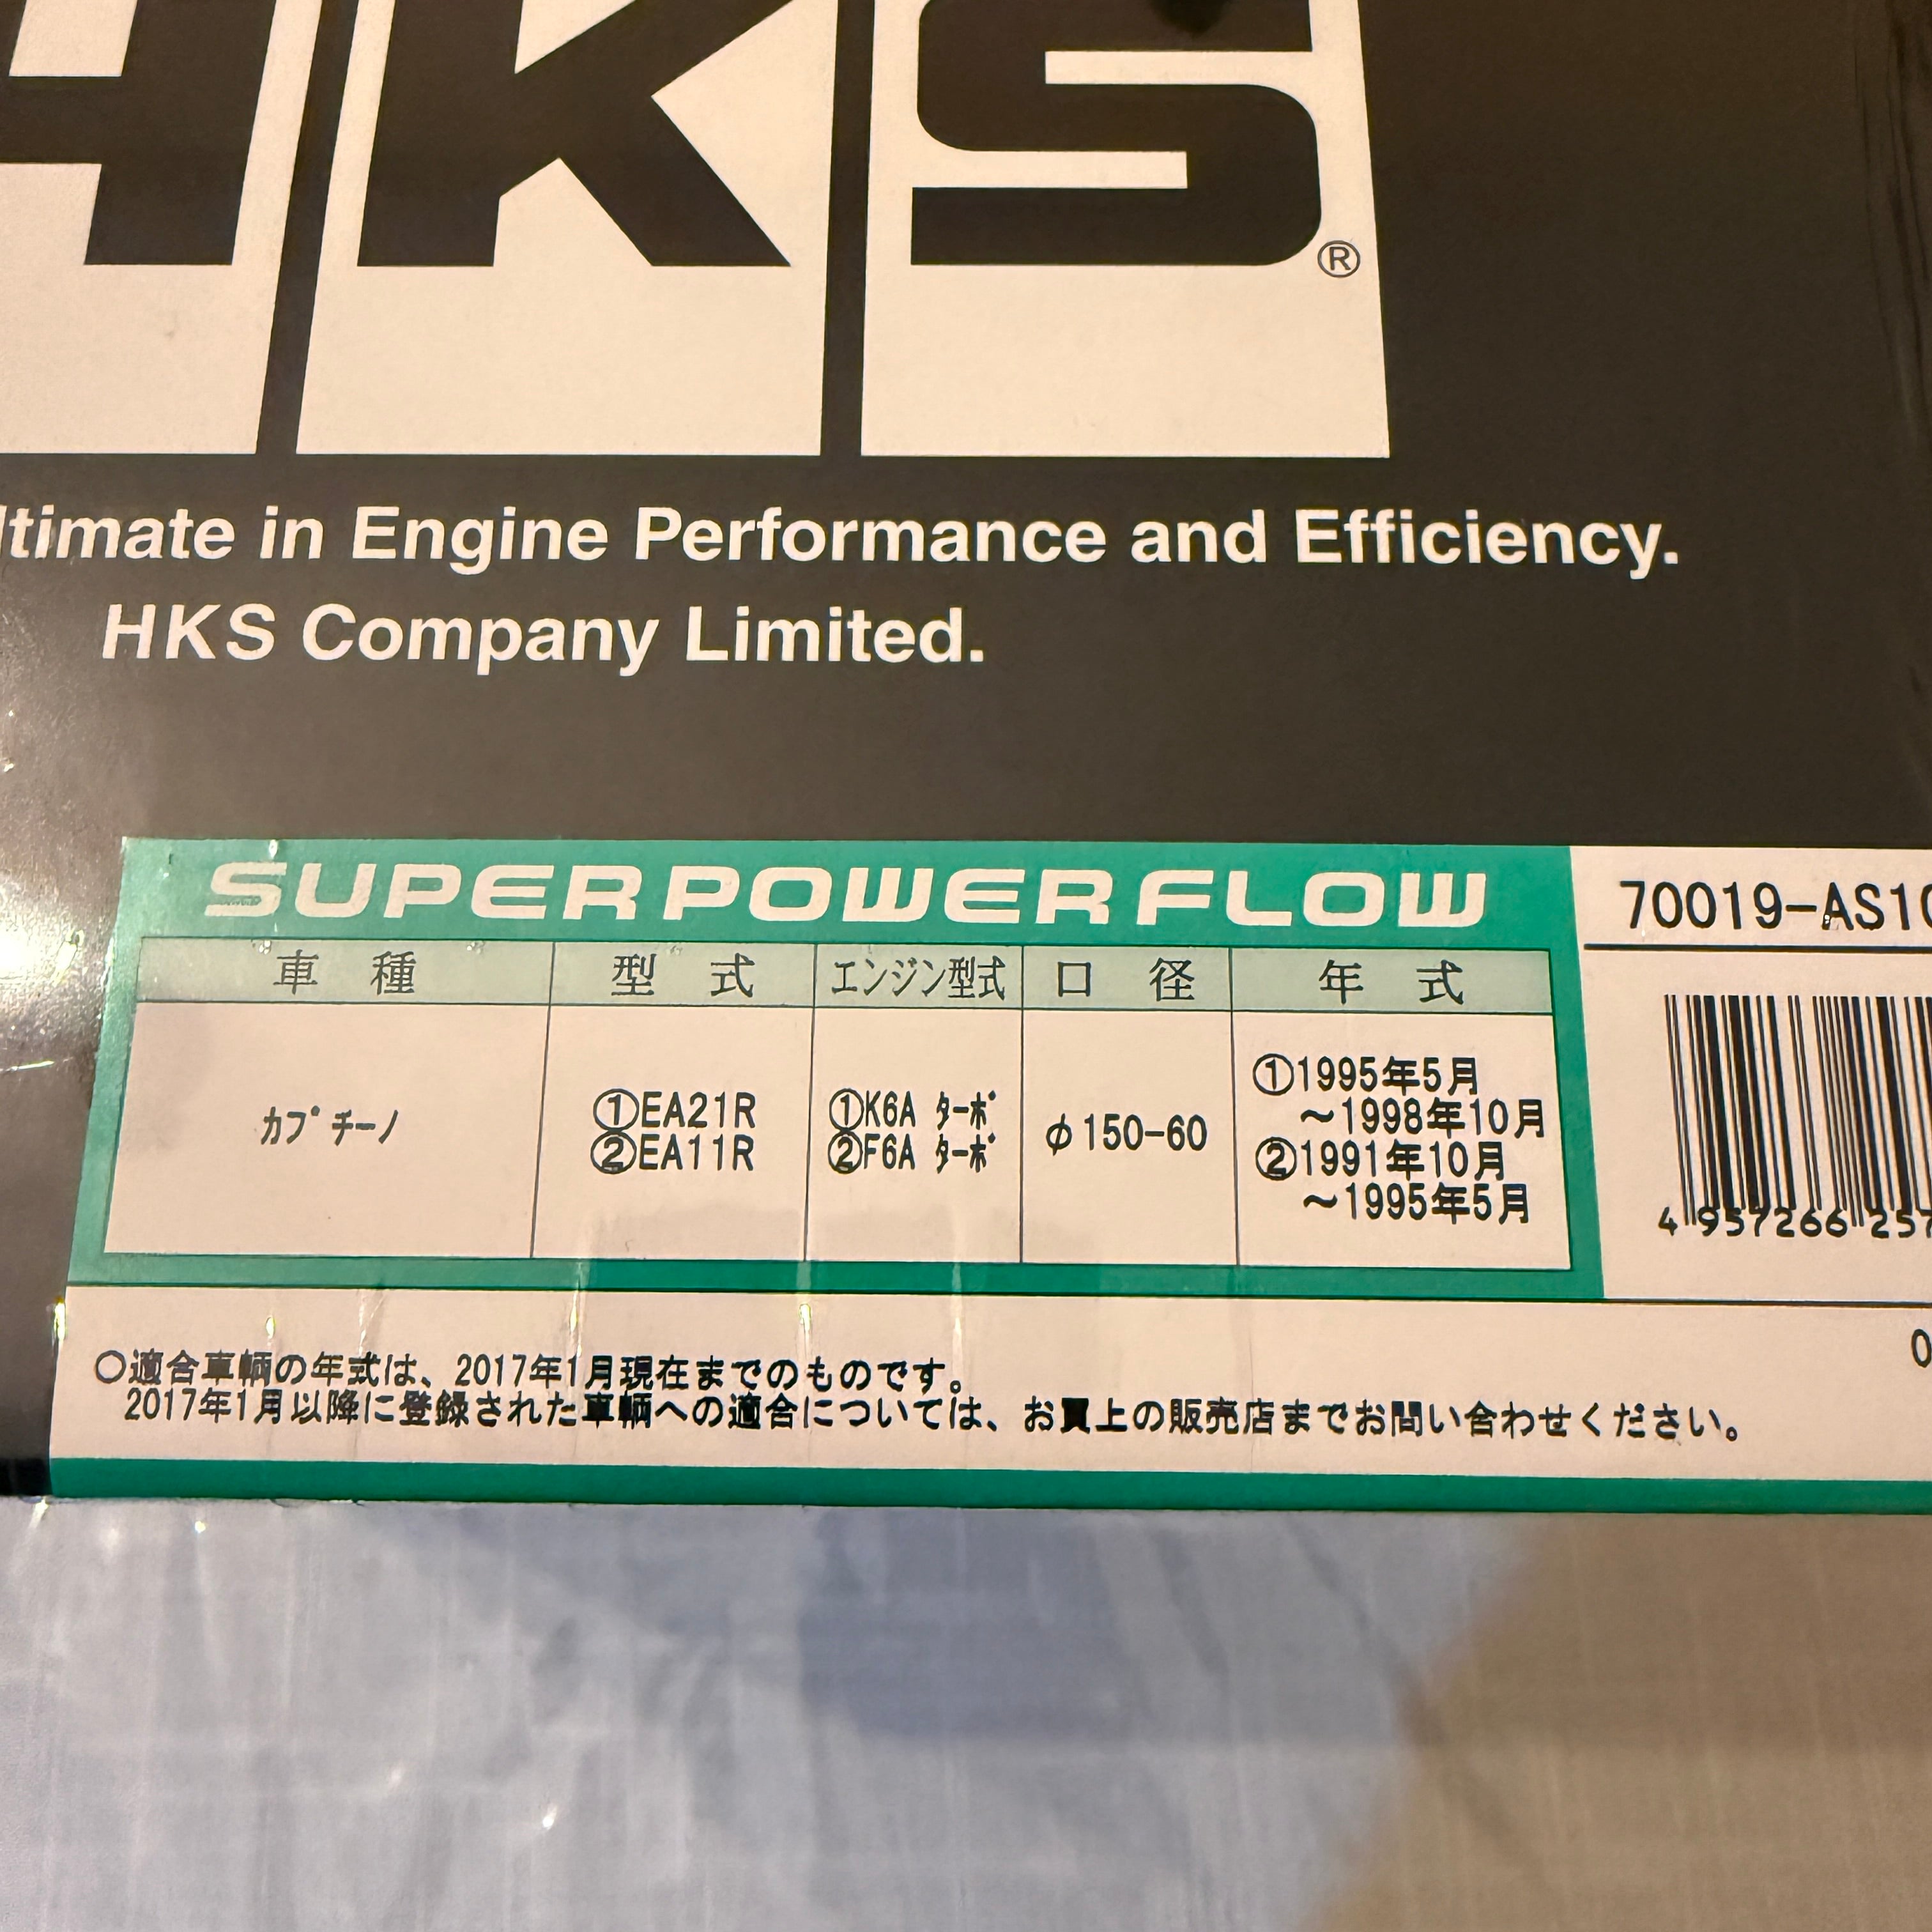 HKS®
ltimate in Engine Performance and Efficiency.
HKS Company Limited.
SUPER POWER FLOW
70019-AS10
車種 型式 エンジン型式 口径 年式
カプチーノ
①EA21R
②EA11R
①K6A ターボ
②F6A ターボ
φ150-60
①1995年5月
～1998年10月
②1991年10月
～1995年5月
4 957266 257
○適合車輌の年式は、2017年1月現在までのものです。
2017年1月以降に登録された車輌への適合については、お買上の販売店までお問い合わせください。